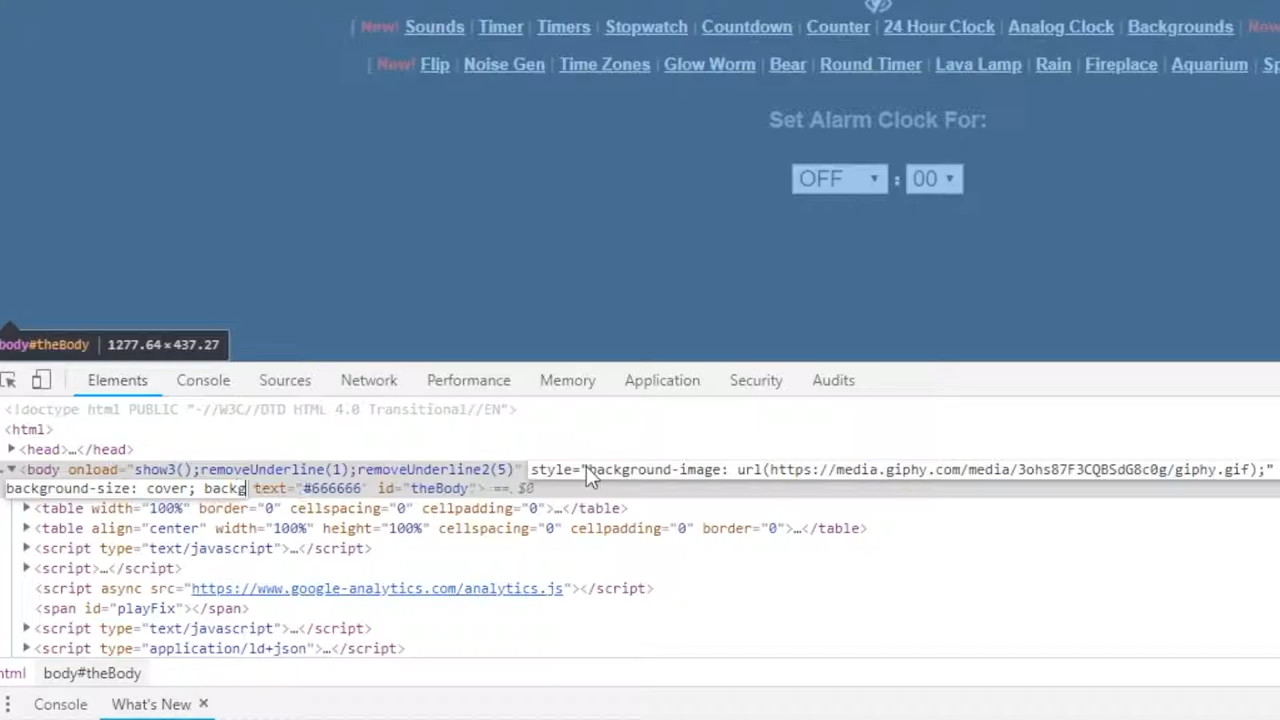 | New! Sounds | Timer | Timers | Stopwatch | Countdown | Counter | 24 Hour Clock | Analog Clock | Backgrounds |
| New! Flip | Noise Gen | Time Zones | Glow Worm | Bear | Round Timer | Lava Lamp | Rain | Fireplace | Aquarium |
Set Alarm Clock For:
OFF ▼ : 00 ▼
body#theBody | 1277.64×437.27
Elements Console Sources Network Performance Memory Application Security Audits
<!doctype html PUBLIC "-//W3C//DTD HTML 4.0 Transitional//EN">
<html>
▶<head>…</head>
▼<body onload="show3();removeUnderline(1);removeUnderline2(5)" style="background-image: url(https://media.giphy.com/media/3ohs87F3CQBSdG8c0g/giphy.gif);"
background-size: cover; backg text="#666666" id="theBody"> == $0
▶<table width="100%" border="0" cellspacing="0" cellpadding="0">…</table>
▶<table align="center" width="100%" height="100%" cellspacing="0" cellpadding="0" border="0">…</table>
▶<script type="text/javascript">…</script>
▶<script>…</script>
<script async src="https://www.google-analytics.com/analytics.js"></script>
<span id="playFix"></span>
▶<script type="text/javascript">…</script>
▶<script type="application/ld+json">…</script>
html body#theBody
Console What's New ×